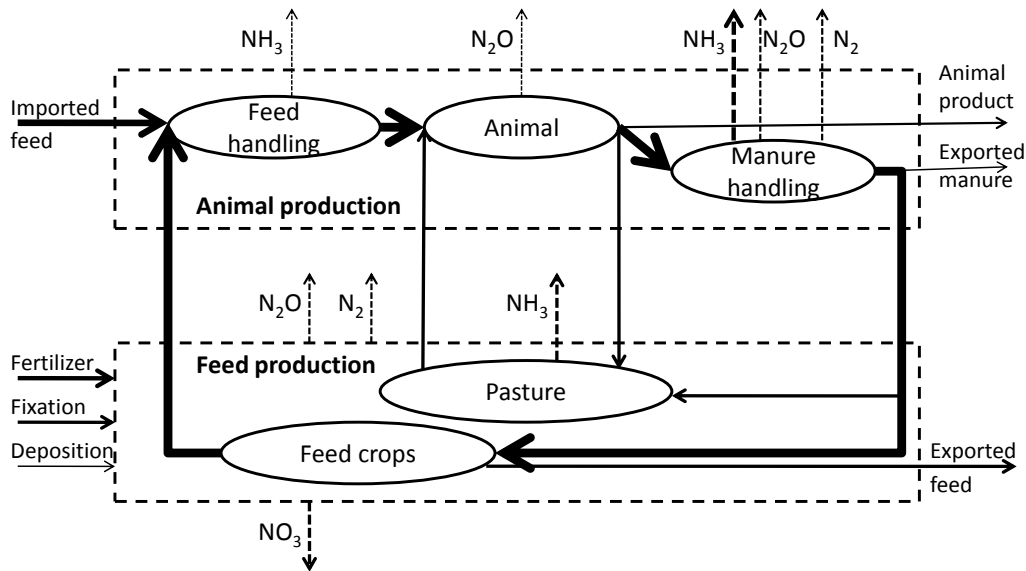 NH₃
N₂O
NH₃
N₂O
N₂
Imported
feed
Feed
handling
Animal
Manure
handling
Animal
product
Exported
manure
Animal production
N₂O
N₂
NH₃
Feed production
Fertilizer
Fixation
Deposition
Pasture
Feed crops
Exported
feed
NO₃